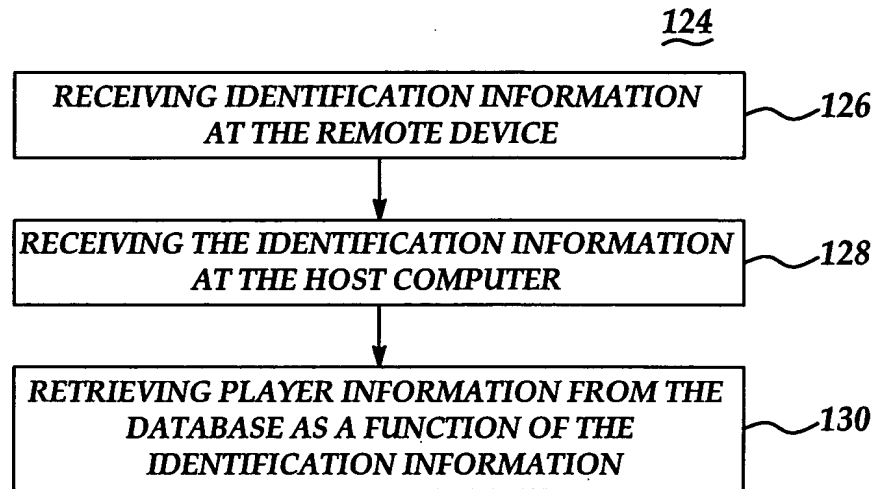 124
RECEIVING IDENTIFICATION INFORMATION
AT THE REMOTE DEVICE
126
RECEIVING THE IDENTIFICATION INFORMATION
AT THE HOST COMPUTER
128
RETRIEVING PLAYER INFORMATION FROM THE
DATABASE AS A FUNCTION OF THE
IDENTIFICATION INFORMATION
130